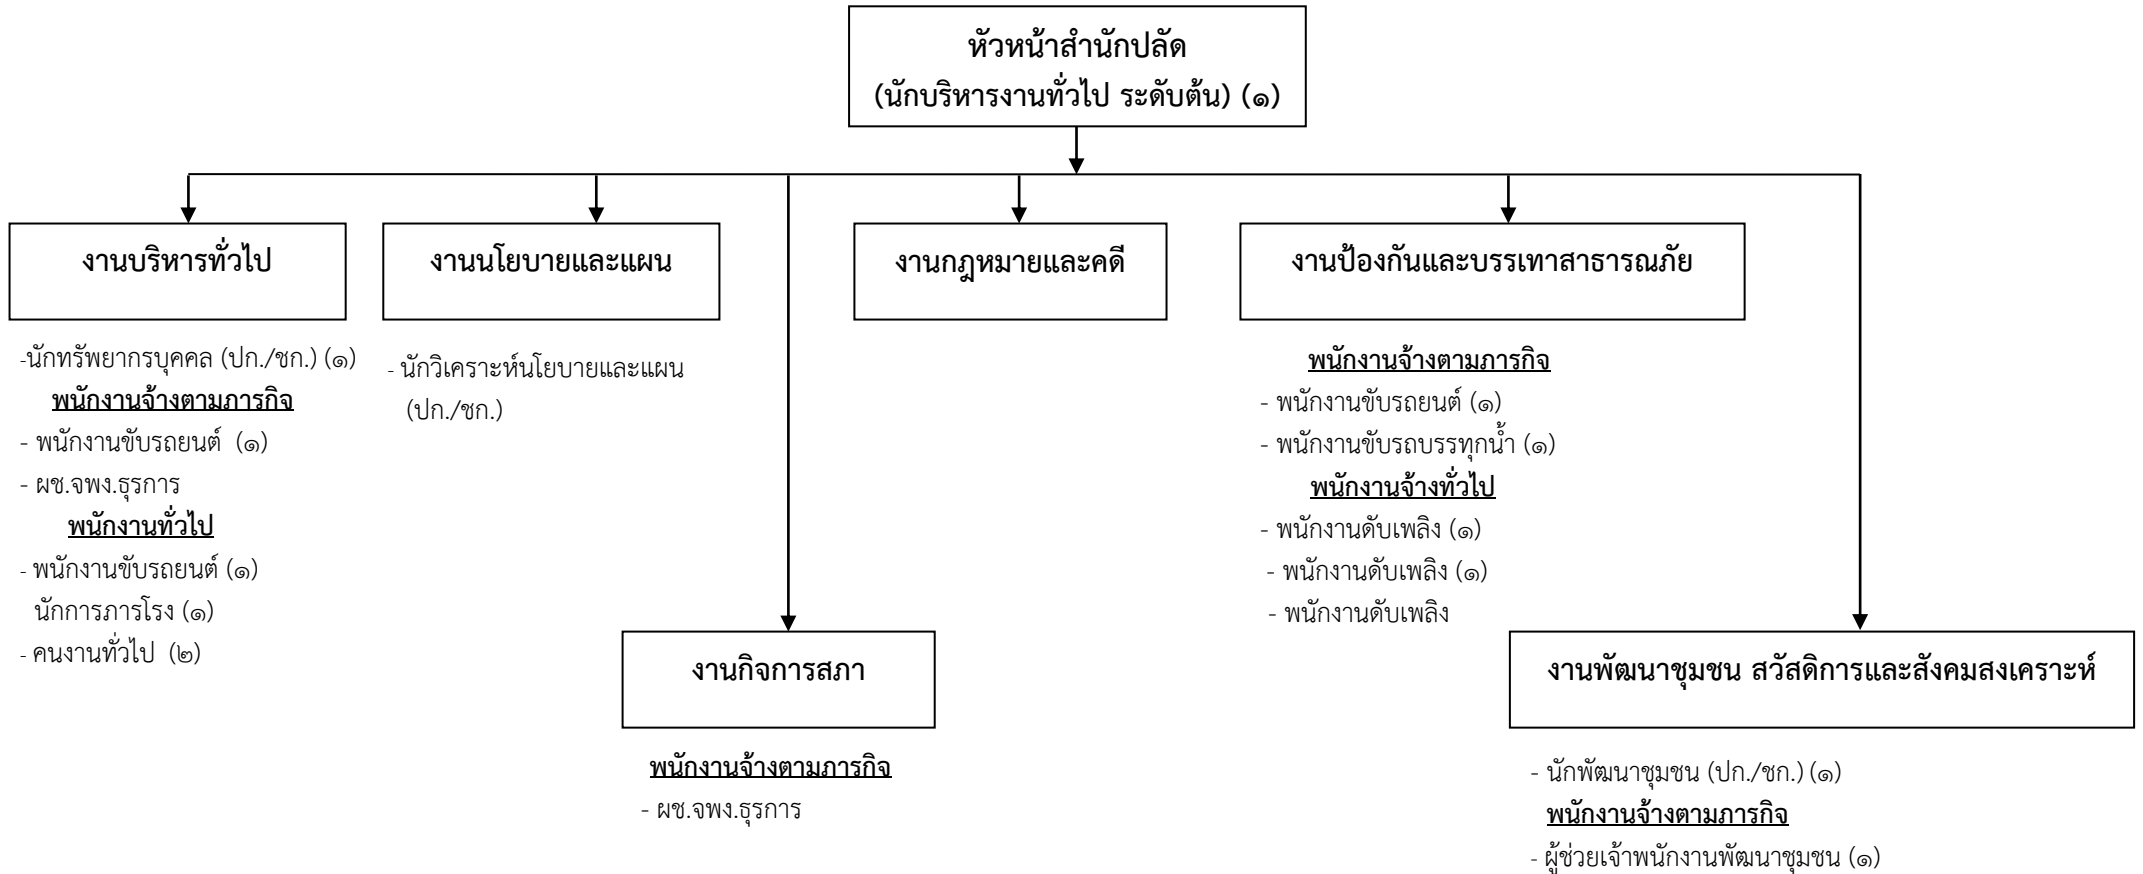 หัวหน้าสำนักปลัด
(นักบริหารงานทั่วไป ระดับต้น) (๑)
งานบริหารทั่วไป
-นักทรัพยากรบุคคล (ปก./ชก.) (๑)
พนักงานจ้างตามภารกิจ
- พนักงานขับรถยนต์ (๑)
- ผช.จพง.ธุรการ
พนักงานทั่วไป
- พนักงานขับรถยนต์ (๑)
นักการภารโรง (๑)
- คนงานทั่วไป (๒)
งานนโยบายและแผน
- นักวิเคราะห์นโยบายและแผน
(ปก./ชก.)
งานกิจการสภา
พนักงานจ้างตามภารกิจ
- ผช.จพง.ธุรการ
งานกฎหมายและคดี
งานป้องกันและบรรเทาสาธารณภัย
พนักงานจ้างตามภารกิจ
- พนักงานขับรถยนต์ (๑)
- พนักงานขับรถบรรทุกน้ำ (๑)
พนักงานจ้างทั่วไป
- พนักงานดับเพลิง (๑)
- พนักงานดับเพลิง (๑)
- พนักงานดับเพลิง
งานพัฒนาชุมชน สวัสดิการและสังคมสงเคราะห์
- นักพัฒนาชุมชน (ปก./ชก.) (๑)
พนักงานจ้างตามภารกิจ
- ผู้ช่วยเจ้าพนักงานพัฒนาชุมชน (๑)